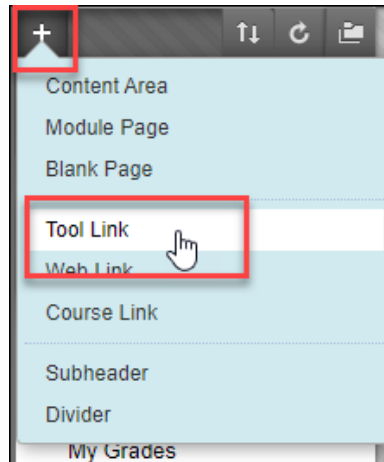 +
Content Area
Module Page
Blank Page
Tool Link
Web Link
Course Link
Subheader
Divider
My Grades